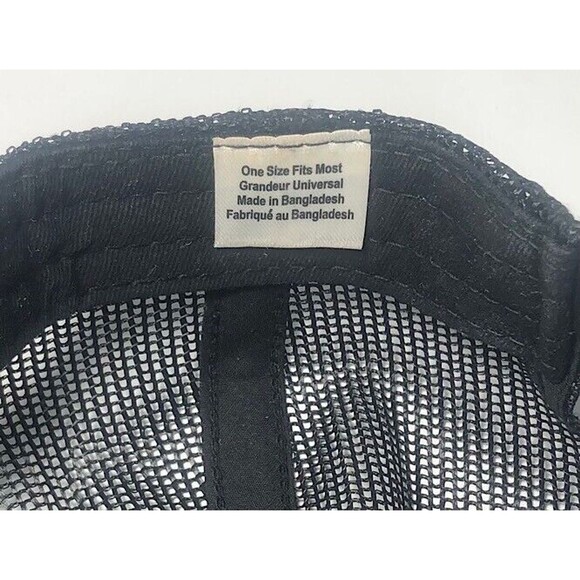 One Size Fits Most
Grandeur Universal
Made in Bangladesh
Fabriqué au Bangladesh